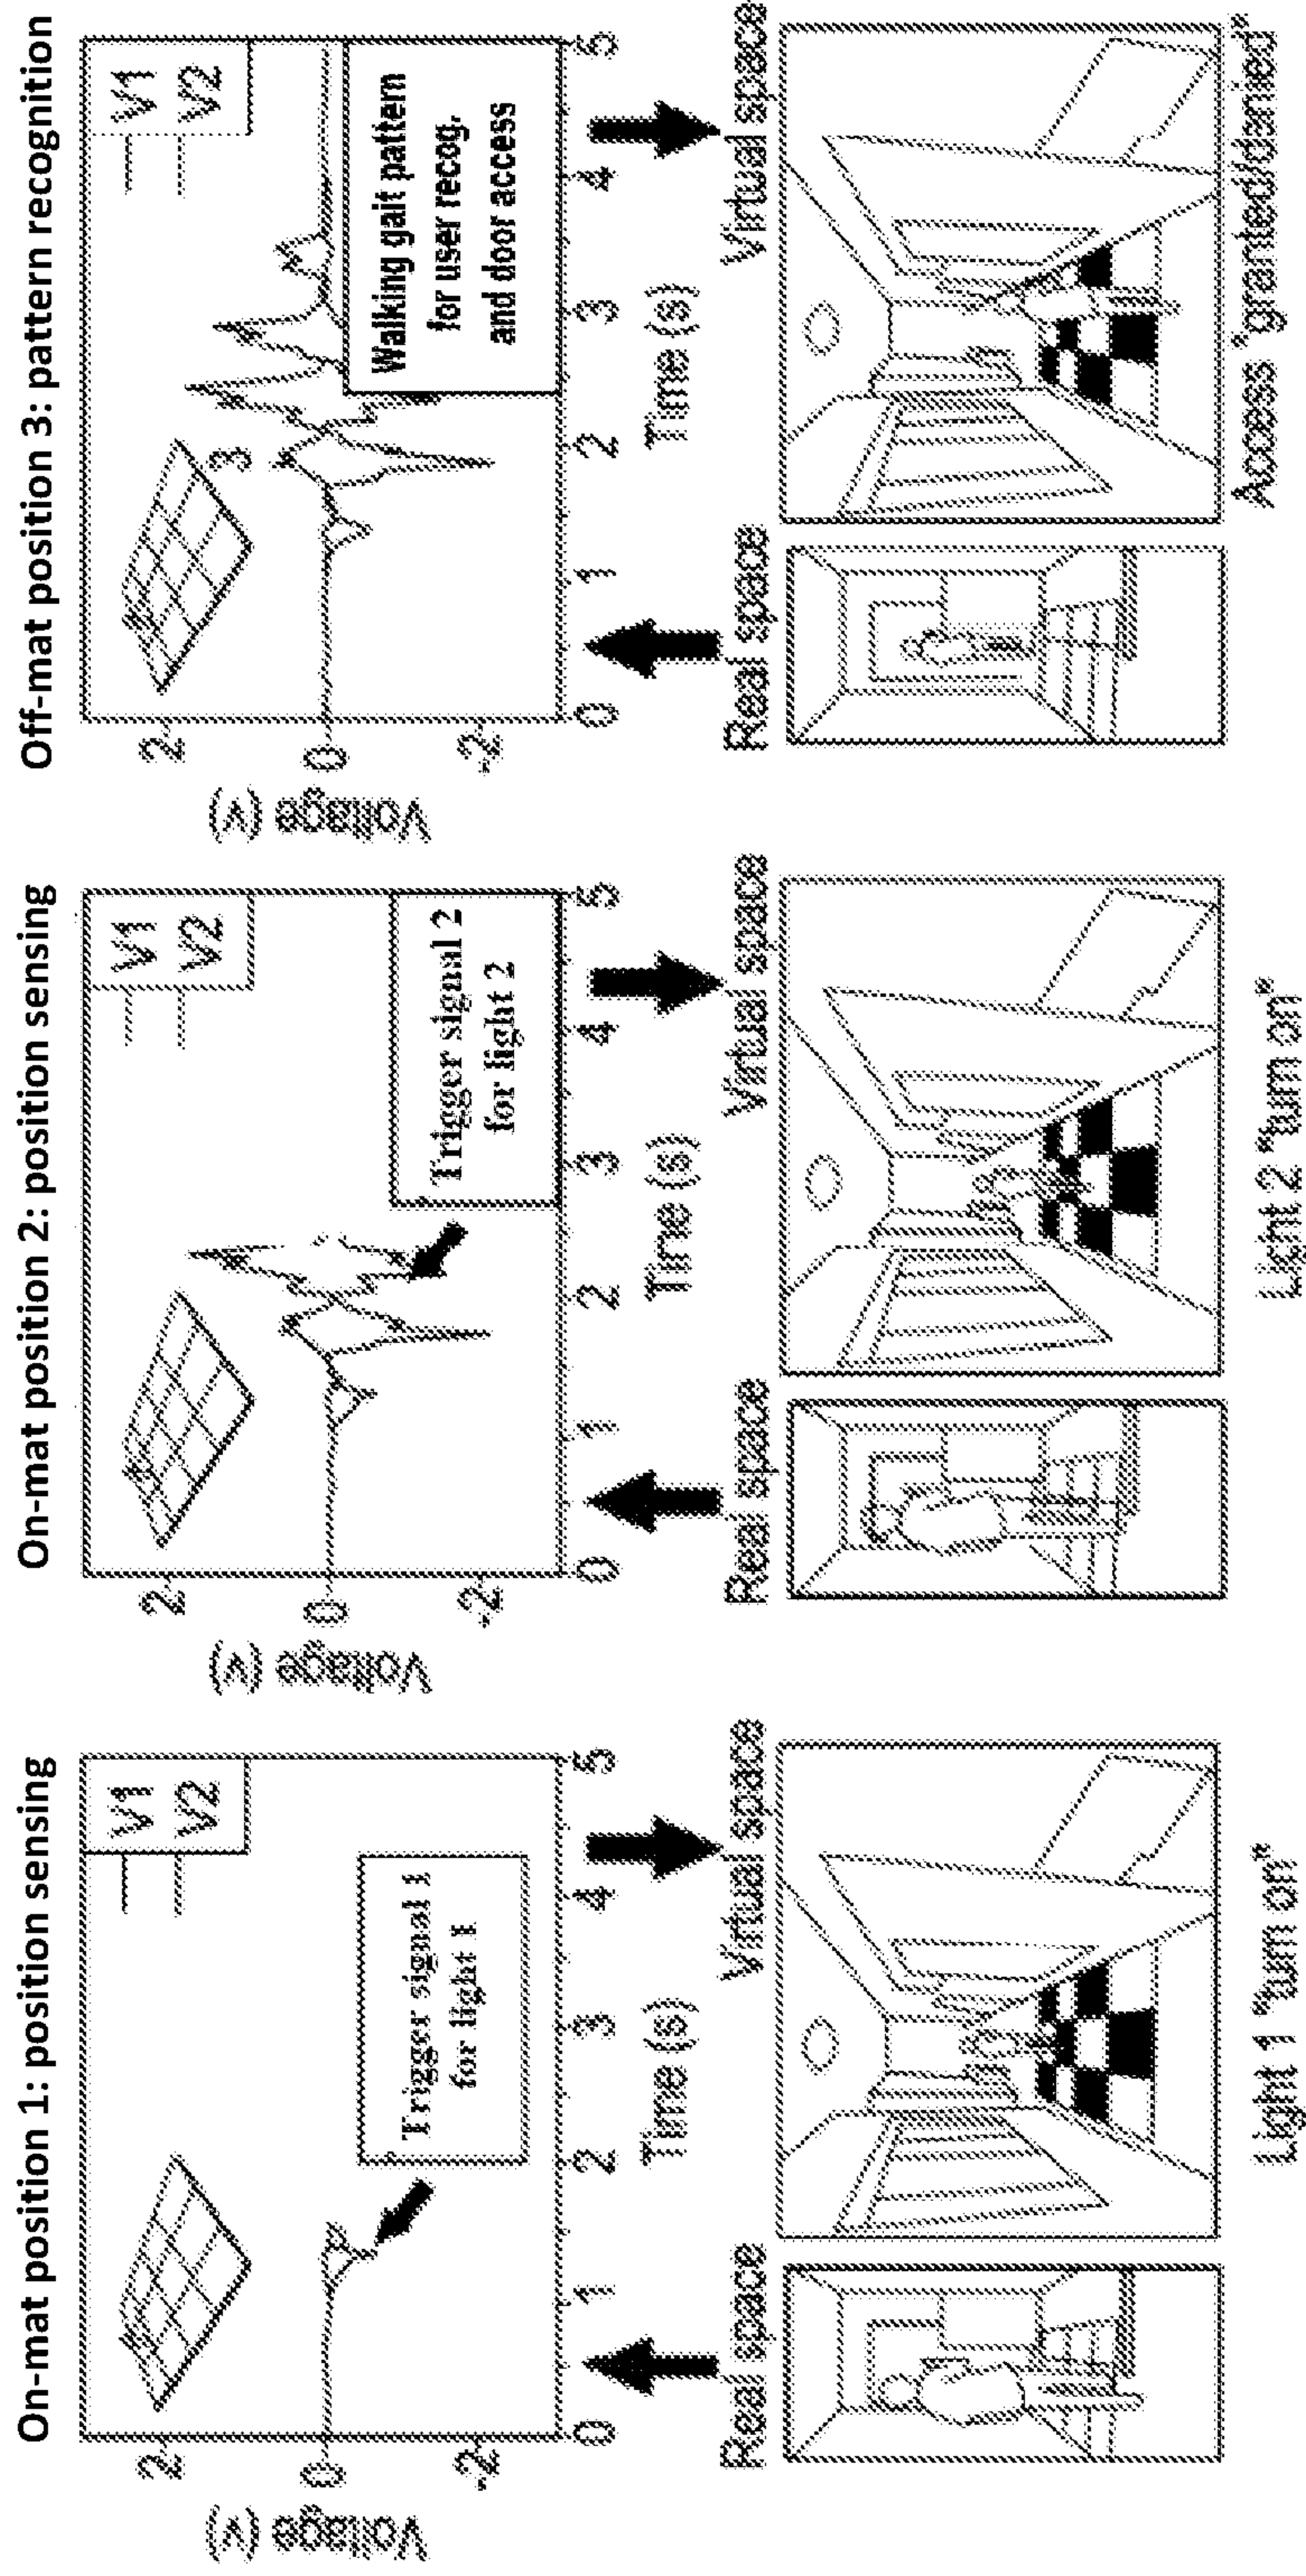 On-mat position 1: position sensing
V1
V2
2
0
-2
Voltage (v)
Trigger signal 1
for light 1
0
1
2
3
4
5
Time (s)
Real space
Virtual space
Light 1 "turn on"
On-mat position 2: position sensing
V1
V2
2
0
-2
Voltage (v)
Trigger signal 2
for light 2
0
1
2
3
4
5
Time (s)
Real space
Virtual space
Light 2 "turn on"
Off-mat position 3: pattern recognition
V1
V2
3
2
0
-2
Voltage (v)
Walking gait pattern
for user recog.
and door access
0
1
2
3
4
5
Time (s)
Real space
Virtual space
Access "granted/danied"